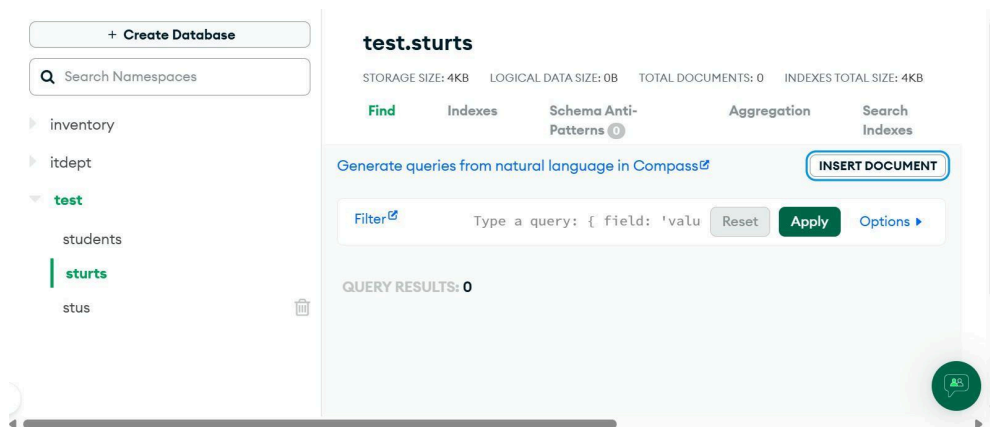 + Create Database
Search Namespaces
inventory
itdept
test
students
sturts
stus
test.sturts
STORAGE SIZE: 4KB LOGICAL DATA SIZE: 0B TOTAL DOCUMENTS: 0 INDEXES TOTAL SIZE: 4KB
Find Indexes Schema Anti-Patterns 0 Aggregation Search Indexes
Generate queries from natural language in Compass INSERT DOCUMENT
Filter Type a query: { field: 'valu Reset Apply Options
QUERY RESULTS: 0